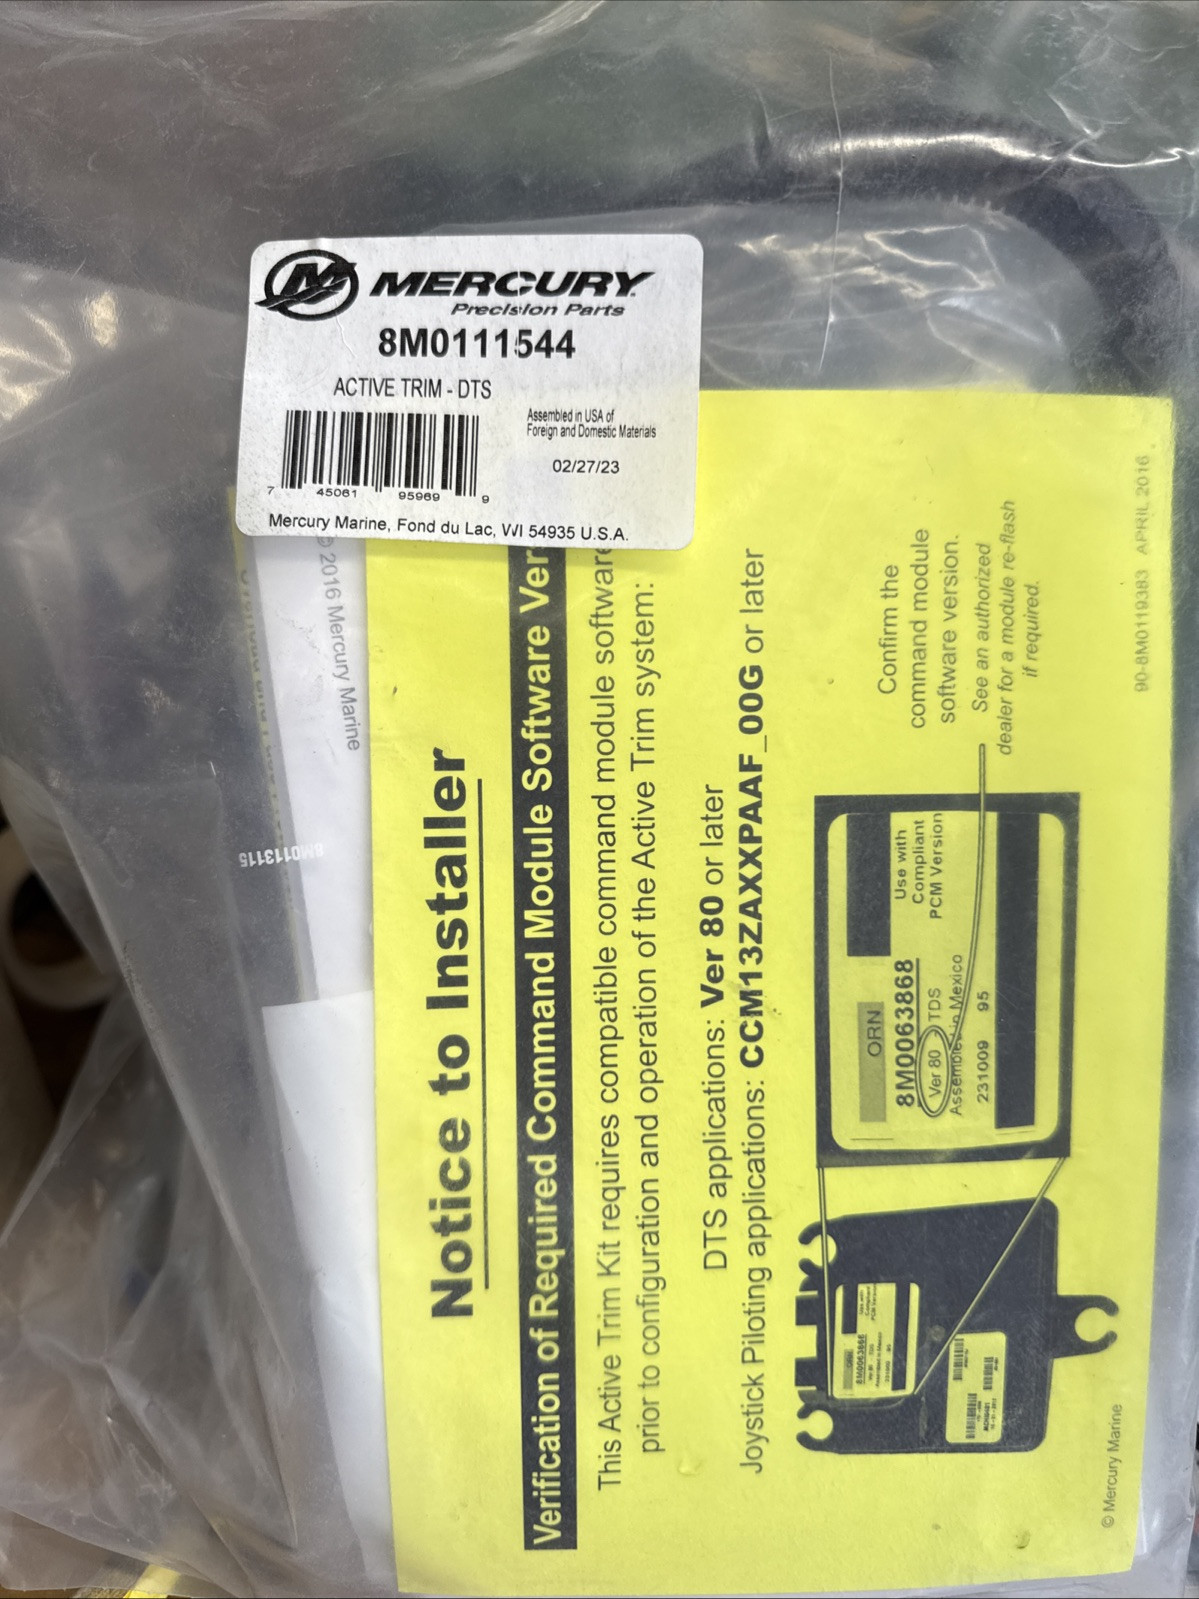 MERCURY
Precision Parts
8M0111544
ACTIVE TRIM - DTS
Assembled in USA of
Foreign and Domestic Materials
02/27/23
7 45061 95969 9
Mercury Marine, Fond du Lac, WI 54935 U.S.A.
© 2016 Mercury Marine
8M0113115
Notice to Installer
Verification of Required Command Module Software Ver
This Active Trim Kit requires compatible command module software
prior to configuration and operation of the Active Trim system:
DTS applications: Ver 80 or later
Joystick Piloting applications: CCM13ZAXXPAAF_00G or later
ORN
8M0063868
Ver 80 TDS
Assembled in Mexico
231009 95
Use with
Compliant
PCM Version
Confirm the
command module
software version.
See an authorized
dealer for a module re-flash
if required.
© Mercury Marine
90-8M0119383 APRIL 2016